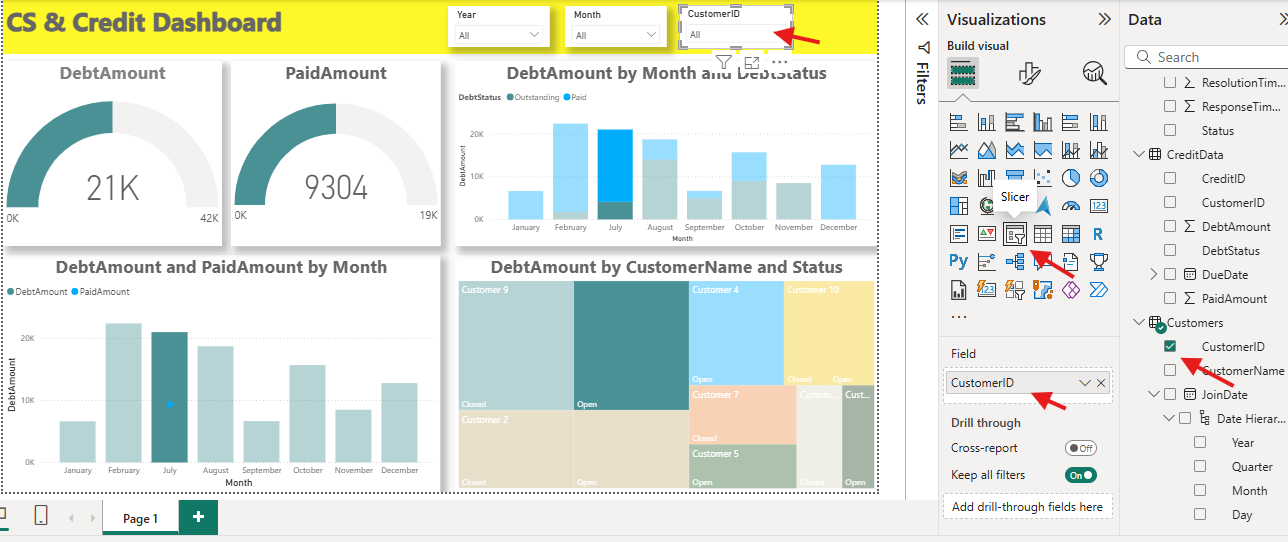 CS & Credit Dashboard
Year
All
Month
All
CustomerID
All
DebtAmount
21K
0K
42K
PaidAmount
9304
0K
19K
DebtAmount by Month and DebtStatus
DebtStatus
Outstanding
Paid
DebtAmount
20K
10K
0K
January
February
July
August
September
October
November
December
Month
DebtAmount and PaidAmount by Month
DebtAmount
PaidAmount
DebtAmount
20K
10K
0K
January
February
July
August
September
October
November
December
Month
DebtAmount by CustomerName and Status
Customer 9
Closed
Open
Customer 2
Closed
Open
Customer 4
Open
Customer 10
Closed
Open
Customer 7
Closed
Custom...
Closed
Cust...
Open
Customer 5
Open
Page 1
+
Filters
Visualizations
Build visual
Slicer
123
R
Py
123
...
Field
CustomerID
Drill through
Cross-report
Off
Keep all filters
On
Add drill-through fields here
Data
Search
ResolutionTim...
ResponseTim...
Status
CreditData
CreditID
CustomerID
DebtAmount
DebtStatus
DueDate
PaidAmount
Customers
CustomerID
CustomerName
JoinDate
Date Hierar...
Year
Quarter
Month
Day